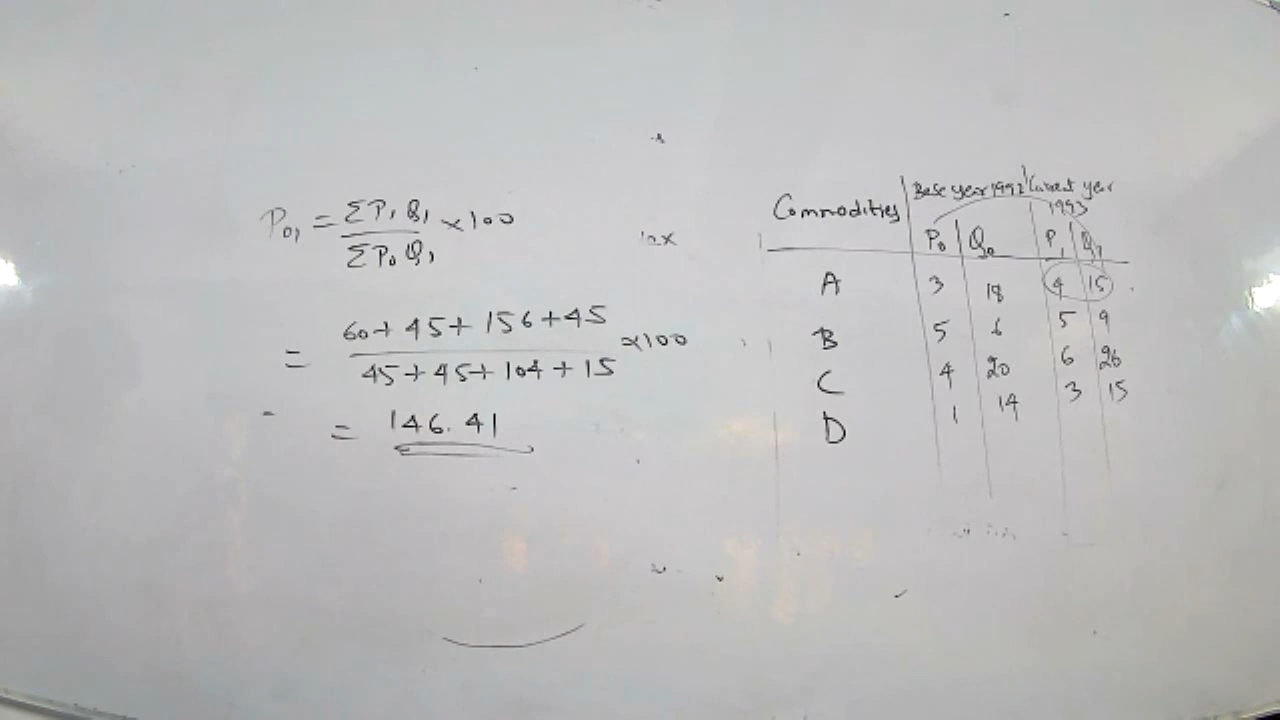 P₀₁ = ΣP₁Q₁ / ΣP₀Q₁ ×100
= 60+45+156+45 / 45+45+104+15 ×100
= 146.41
Commodities | Base year 1992 | Current year 1993
P₀ | Q₀ | P₁ | Q₁
A 3 18 4 15
B 5 6 5 9
C 4 20 6 26
D 1 14 3 15